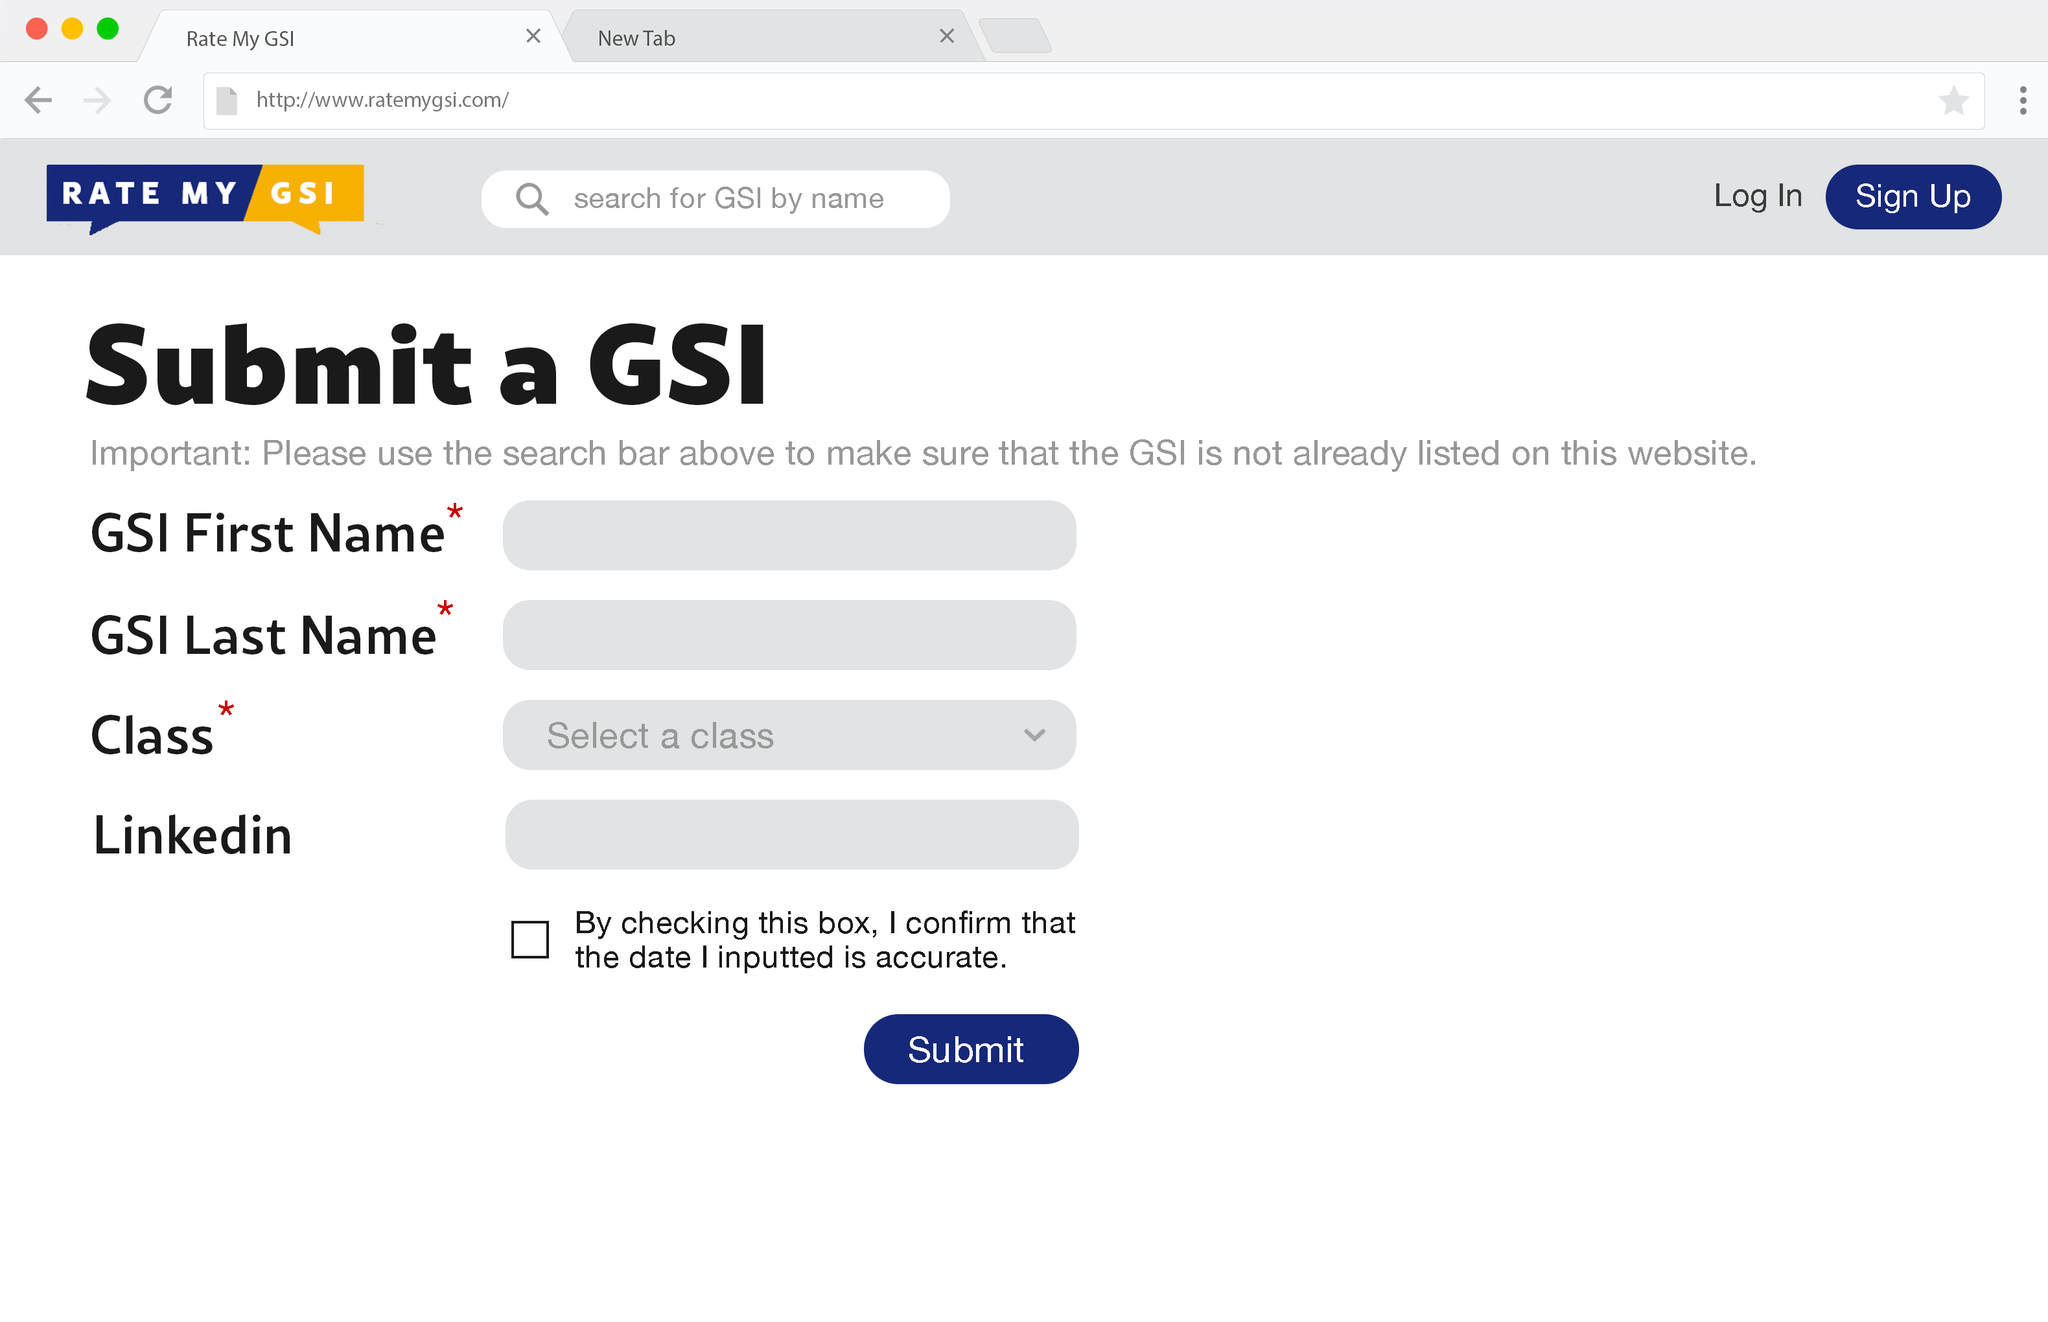 Rate My GSI
New Tab
http://www.ratemygsi.com/
RATE MY GSI
search for GSI by name
Log In
Sign Up
Submit a GSI
Important: Please use the search bar above to make sure that the GSI is not already listed on this website.
GSI First Name*
GSI Last Name*
Class*
Select a class
Linkedin
By checking this box, I confirm that
the date I inputted is accurate.
Submit